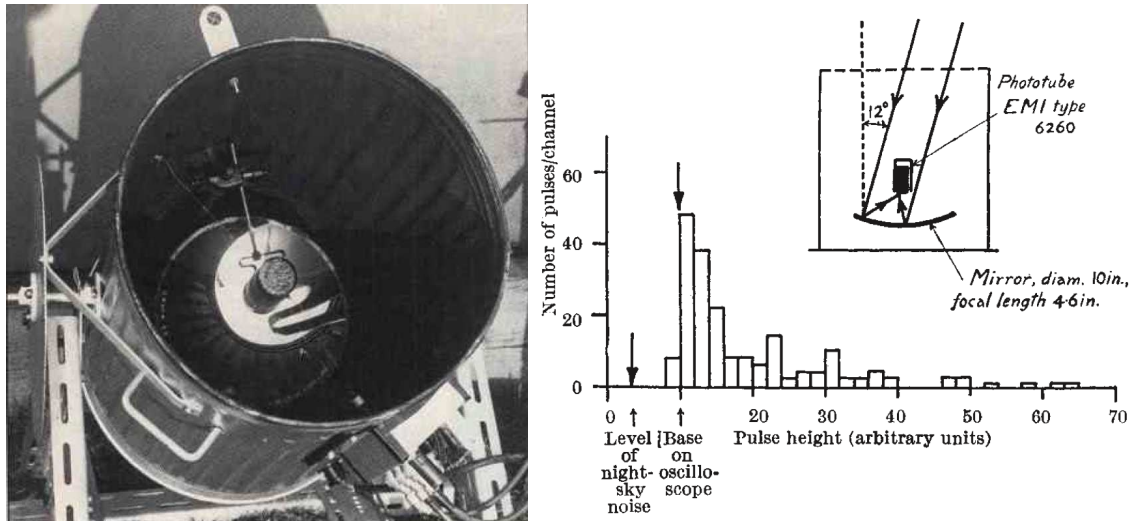 Number of pulses/channel
60
40
20
0
0
20
30
40
50
60
70
Level
of
night-
sky
noise
Base
on
oscillo-
scope
Pulse height (arbitrary units)
12°
Phototube
EMI type
6260
Mirror, diam. 10in.,
focal length 4·6in.